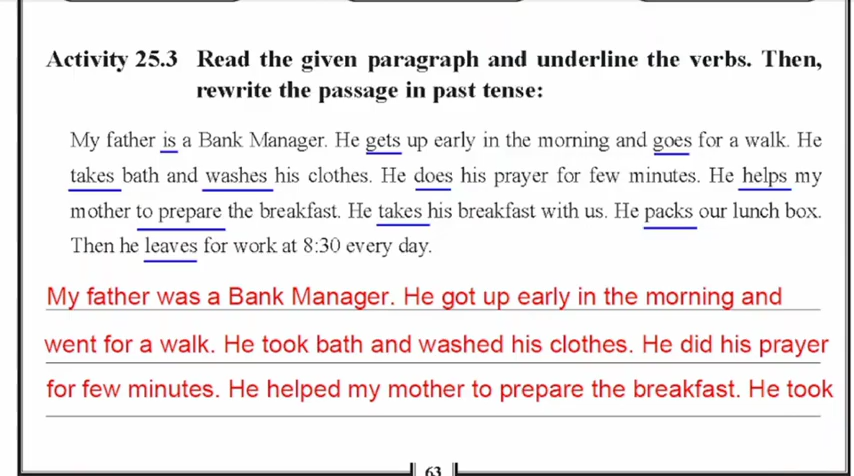 Activity 25.3 Read the given paragraph and underline the verbs. Then,
rewrite the passage in past tense:
My father is a Bank Manager. He gets up early in the morning and goes for a walk. He
takes bath and washes his clothes. He does his prayer for few minutes. He helps my
mother to prepare the breakfast. He takes his breakfast with us. He packs our lunch box.
Then he leaves for work at 8:30 every day.
My father was a Bank Manager. He got up early in the morning and
went for a walk. He took bath and washed his clothes. He did his prayer
for few minutes. He helped my mother to prepare the breakfast. He took
63